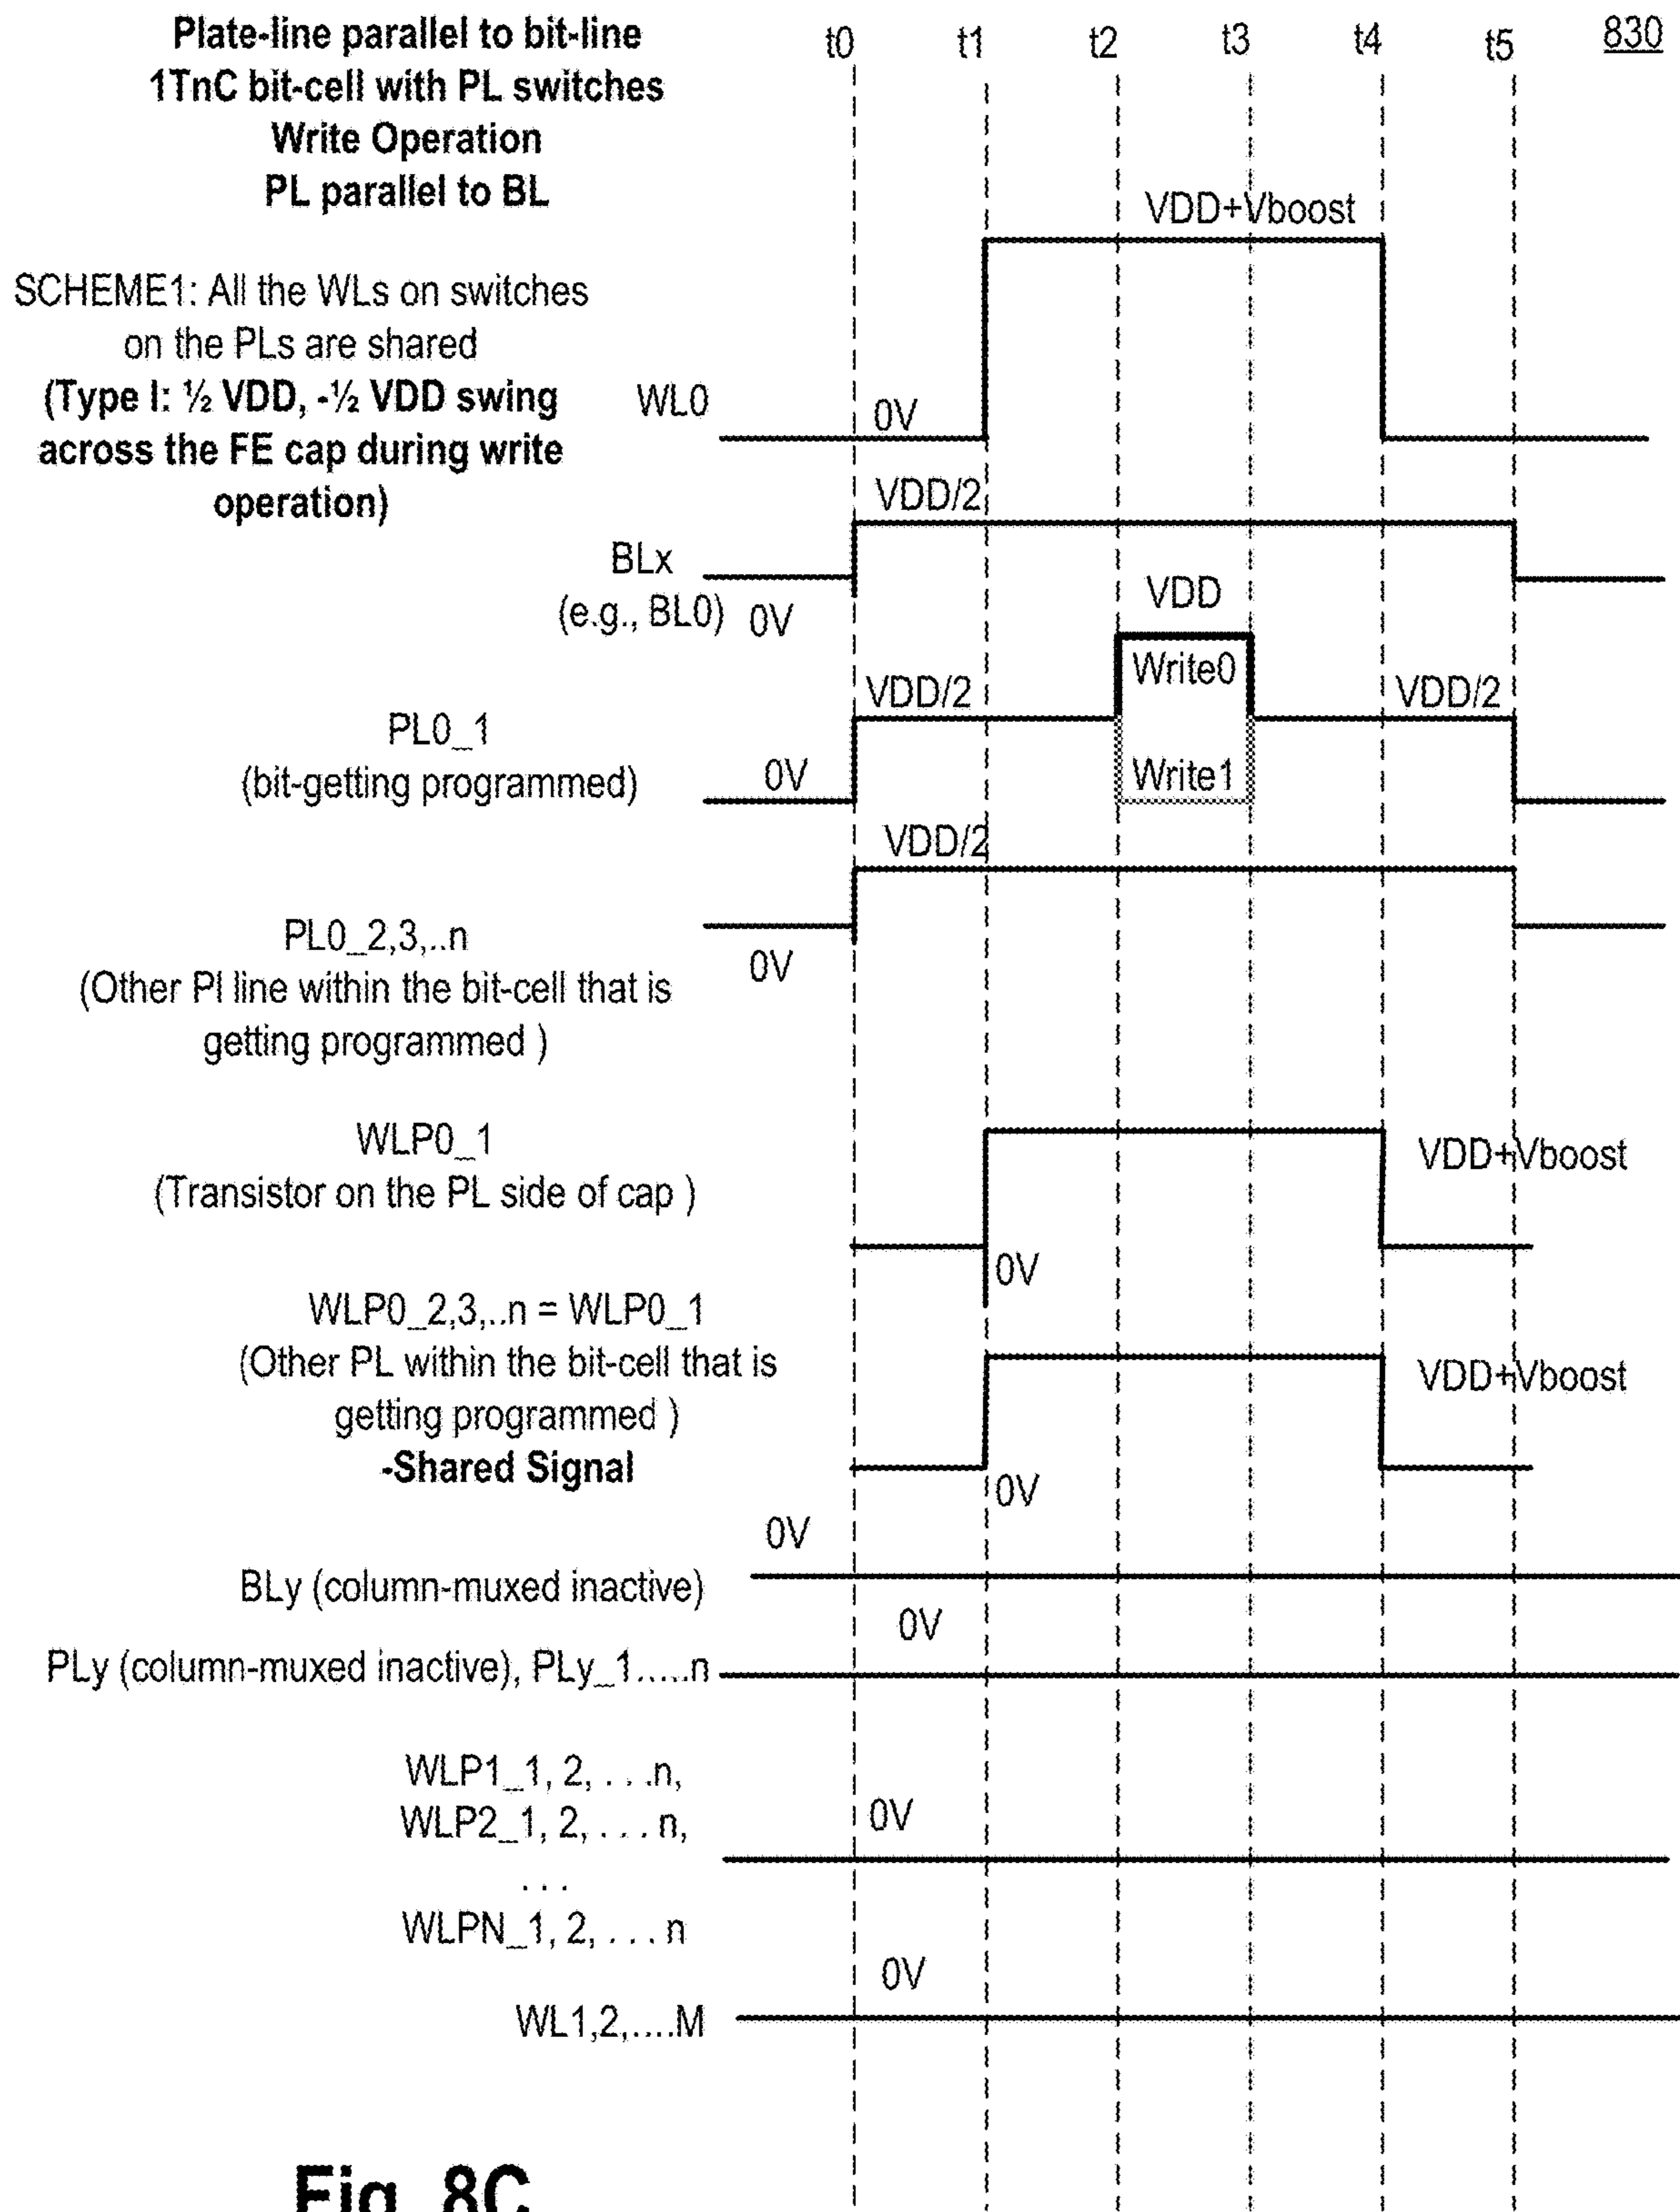 Plate-line parallel to bit-line
1TnC bit-cell with PL switches
Write Operation
PL parallel to BL
t0 t1 t2 t3 t4 t5 830
SCHEME1: All the WLs on switches
on the PLs are shared
(Type I: ½ VDD, -½ VDD swing
across the FE cap during write
operation)
VDD+Vboost
WL0 0V
VDD/2
BLx
(e.g., BL0) 0V
VDD
Write0
VDD/2 VDD/2
PL0_1
(bit-getting programmed) 0V Write1
VDD/2
PL0_2,3,..n
0V
(Other Pl line within the bit-cell that is
getting programmed )
WLP0_1 VDD+Vboost
(Transistor on the PL side of cap )
0V
WLP0_2,3,..n = WLP0_1
(Other PL within the bit-cell that is VDD+Vboost
getting programmed )
-Shared Signal 0V
0V
BLy (column-muxed inactive)
0V
PLy (column-muxed inactive), PLy_1.....n
WLP1_1, 2, . . .n,
WLP2_1, 2, . . . n, 0V
. . .
WLPN_1, 2, . . . n
0V
WL1,2,....M
Fig. 8C